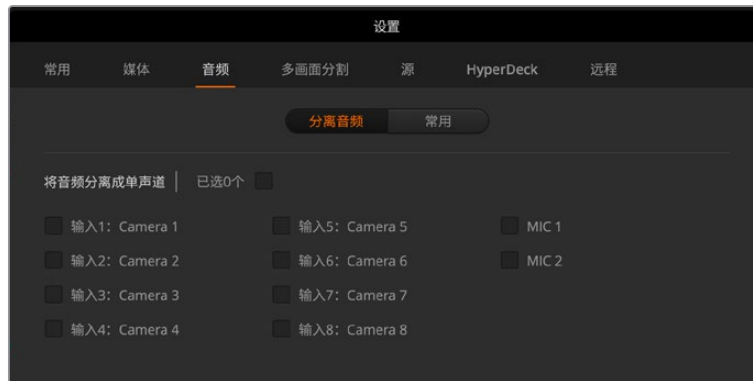 设置
常用 媒体 音频 多画面分割 源 HyperDeck 远程
分离音频 常用
将音频分离成单声道 已选0个
输入1：Camera 1 输入5：Camera 5 MIC 1
输入2：Camera 2 输入6：Camera 6 MIC 2
输入3：Camera 3 输入7：Camera 7
输入4：Camera 4 输入8：Camera 8